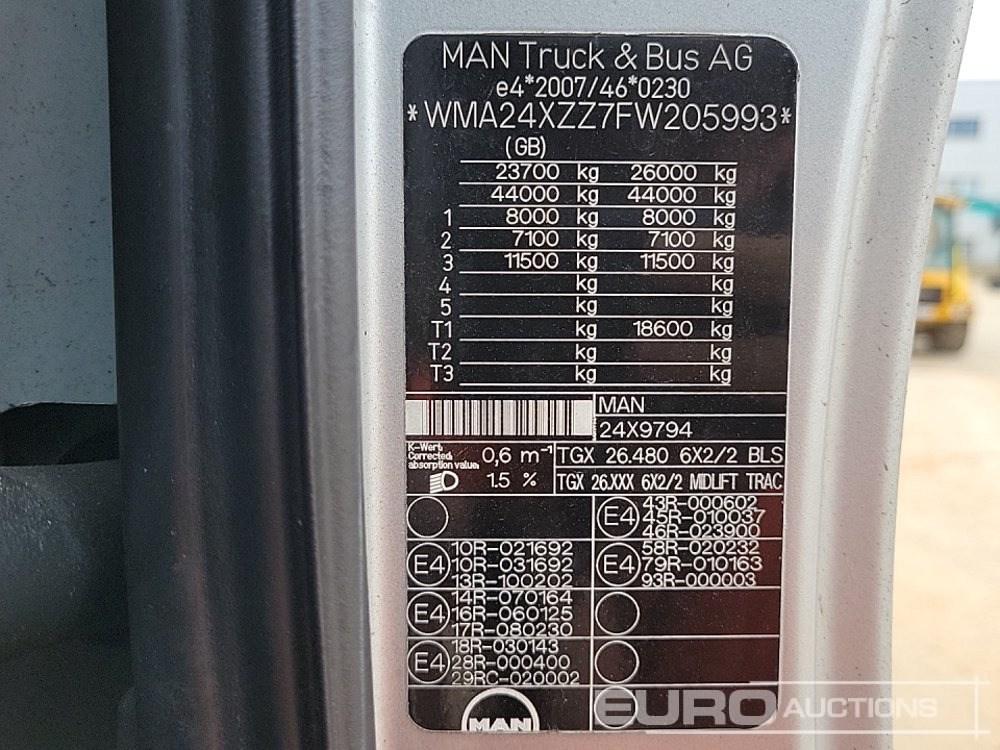 MAN Truck & Bus AG
e4*2007/46*0230
*WMA24XZZ7FW205993*
(GB)
23700 kg 26000 kg
44000 kg 44000 kg
1 8000 kg 8000 kg
2 7100 kg 7100 kg
3 11500 kg 11500 kg
4 kg kg
5 kg kg
T1 kg 18600 kg
T2 kg kg
T3 kg kg
MAN
24X9794
K-Wert,
Corrected
absorption value:
0,6 m⁻¹
1.5 %
TGX 26.480 6X2/2 BLS
TGX 26.XXX 6X2/2 MIDLIFT TRAC
E4
43R-000602
45R-010037
46R-023900
E4
10R-021692
10R-031692
13R-100202
E4
58R-020232
79R-010163
93R-000003
E4
14R-070164
16R-060125
17R-080230
E4
18R-030143
28R-000400
29RC-020002
MAN
EURO AUCTIONS